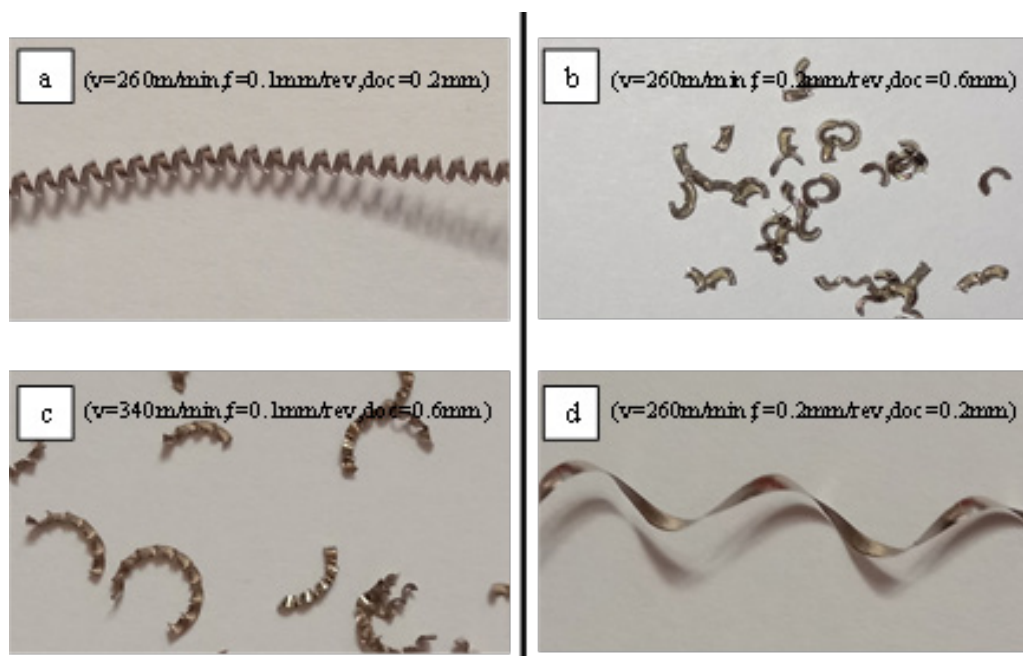 a (v=260m/min,f=0.1mm/rev,doc=0.2mm)
b (v=260m/min,f=0.2mm/rev,doc=0.6mm)
c (v=340m/min,f=0.1mm/rev,doc=0.6mm)
d (v=260m/min,f=0.2mm/rev,doc=0.2mm)